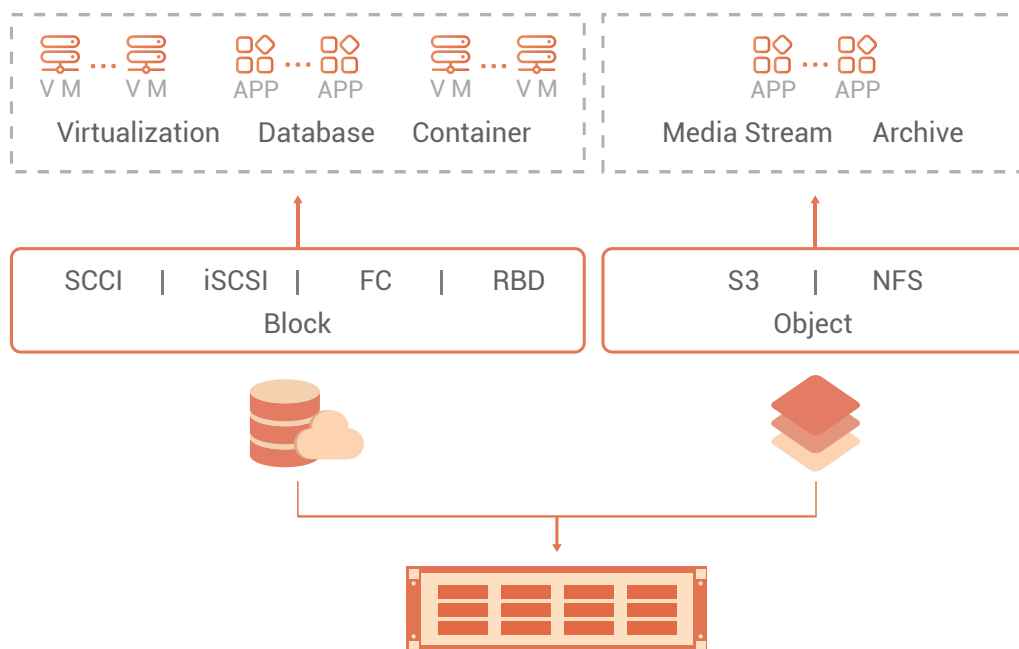 V M ... V M APP ... APP V M ... V M
Virtualization Database Container
APP ... APP
Media Stream Archive
SCCI | iSCSI | FC | RBD
Block
S3 | NFS
Object